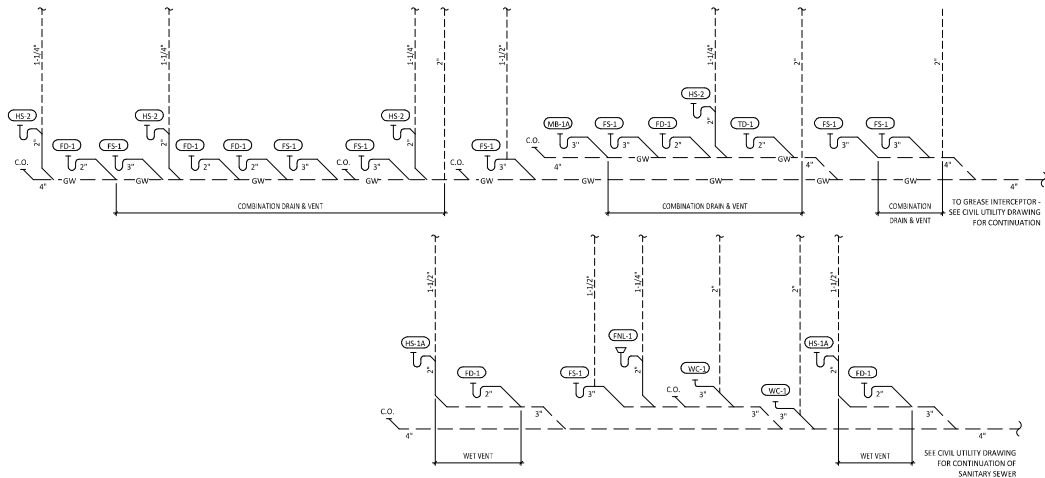 1-1/4" 1-1/4" 1-1/4" 2" 1-1/2" 1-1/4" 2" 2"
HS-2 HS-2 HS-2 HS-2
2" 2" 2" 2"
MB-1A FS-1 FD-1 TD-1 FS-1 FS-1
3" 3" 2" 2" 3" 3"
FD-1 FS-1 FD-1 FD-1 FS-1 FS-1 FS-1
C.O. 2" 3" 2" 2" 3" C.O. 3" C.O. 3" C.O.
4" GW 4" GW 4"
4" GW GW GW GW GW GW GW GW GW GW 4"
COMBINATION DRAIN & VENT
COMBINATION DRAIN & VENT
COMBINATION
DRAIN & VENT
TO GREASE INTERCEPTOR -
SEE CIVIL UTILITY DRAWING
FOR CONTINUATION
1-1/2" 1-1/2" 1-1/4" 2" 2" 1-1/2"
HS-1A FNL-1 HS-1A
2" 2" 2"
FD-1 FS-1 WC-1 WC-1 FD-1
2" 3" 3" 3" 2"
C.O. C.O.
3" 3" 3"
4" 4"
WET VENT WET VENT
SEE CIVIL UTILITY DRAWING
FOR CONTINUATION OF
SANITARY SEWER